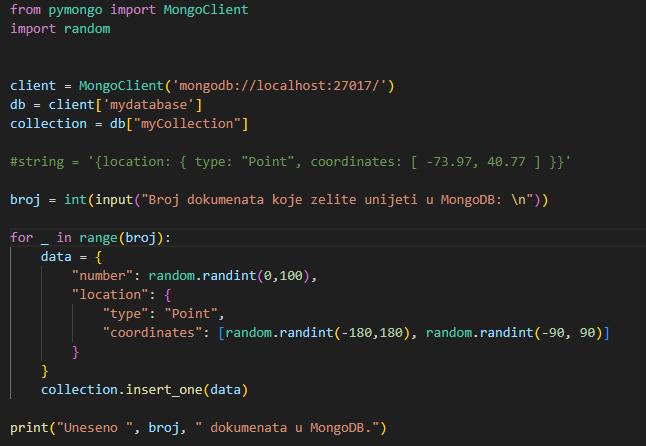 from pymongo import MongoClient
import random
client = MongoClient('mongodb://localhost:27017/')
db = client['mydatabase']
collection = db["myCollection"]
#string = '{location: { type: "Point", coordinates: [ -73.97, 40.77 ] }}'
broj = int(input("Broj dokumenata koje zelite unijeti u MongoDB: \n"))
for _ in range(broj):
    data = {
        "number": random.randint(0,100),
        "location": {
            "type": "Point",
            "coordinates": [random.randint(-180,180), random.randint(-90, 90)]
        }
    }
    collection.insert_one(data)
print("Uneseno ", broj, " dokumenata u MongoDB.")